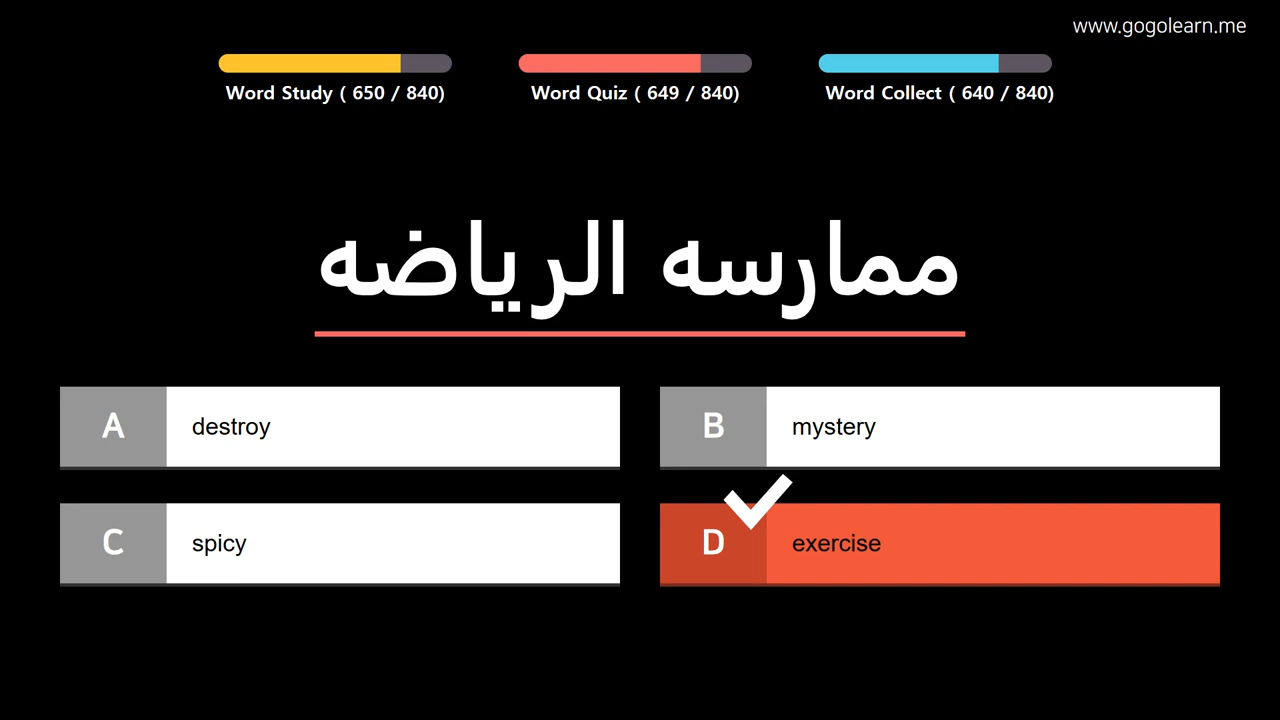 www.gogolearn.me
Word Study ( 650 / 840)
Word Quiz ( 649 / 840)
Word Collect ( 640 / 840)
ممارسه الرياضه
A destroy
B mystery
C spicy
D exercise